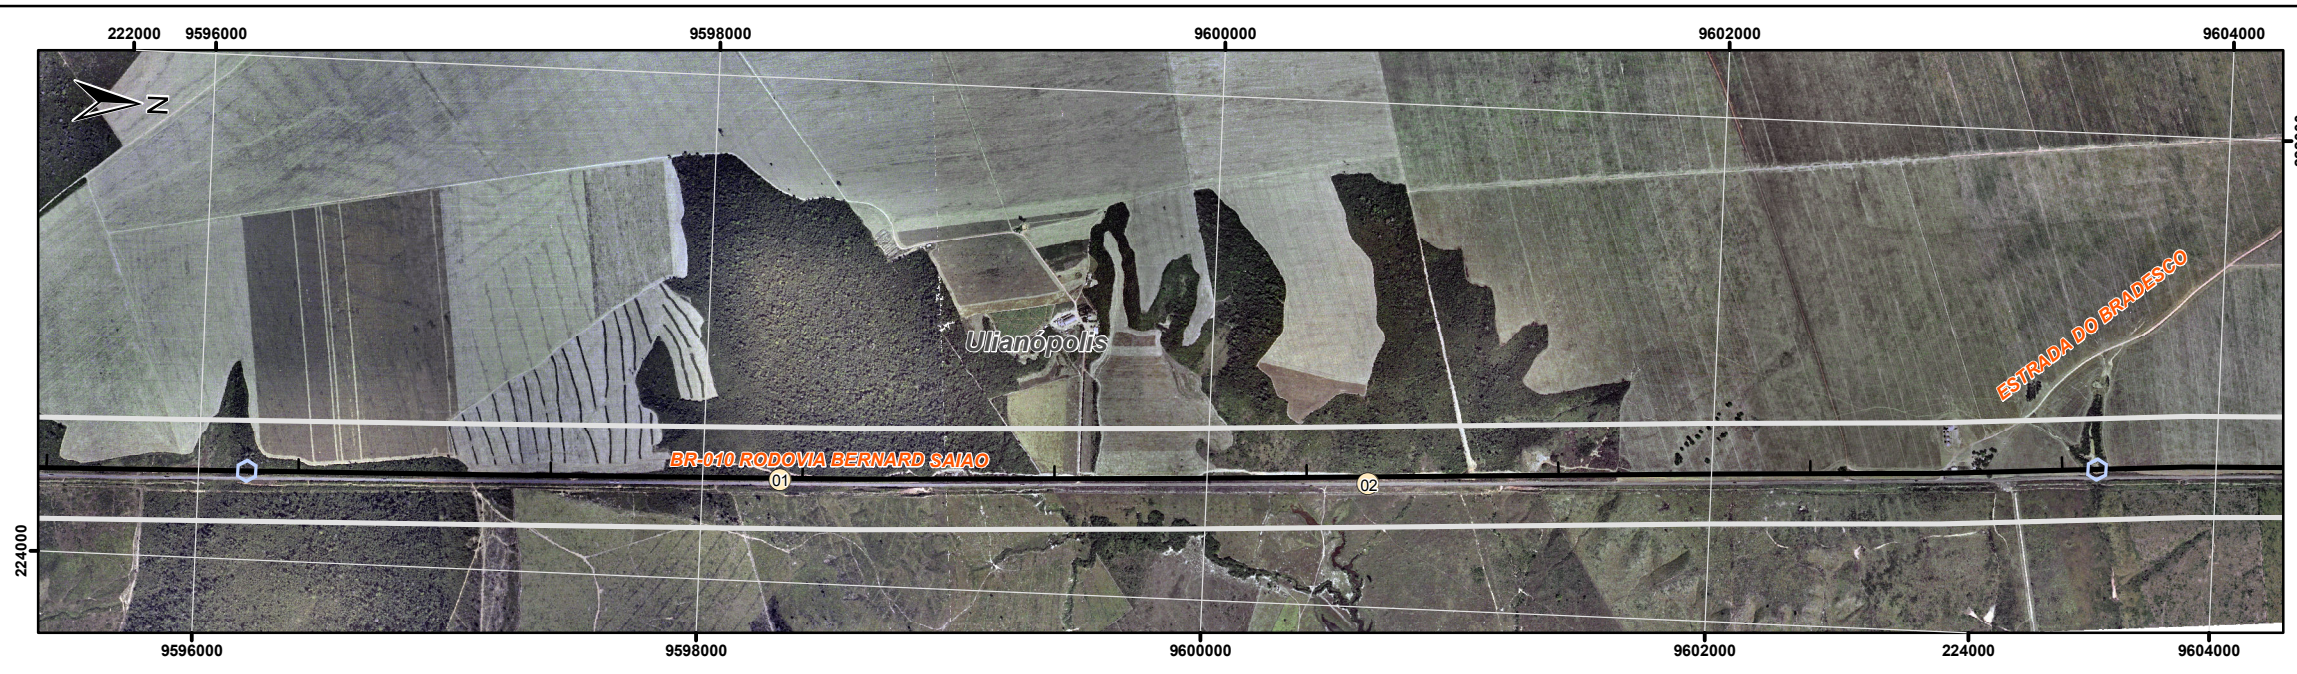 222000 9596000 9598000 9600000 9602000 9604000
N
ESTRADA DO BRADESCO
Ulianópolis
BR-010 RODOVIA BERNARD SAIAO
01
02
224000
9596000 9598000 9600000 9602000 224000 9604000